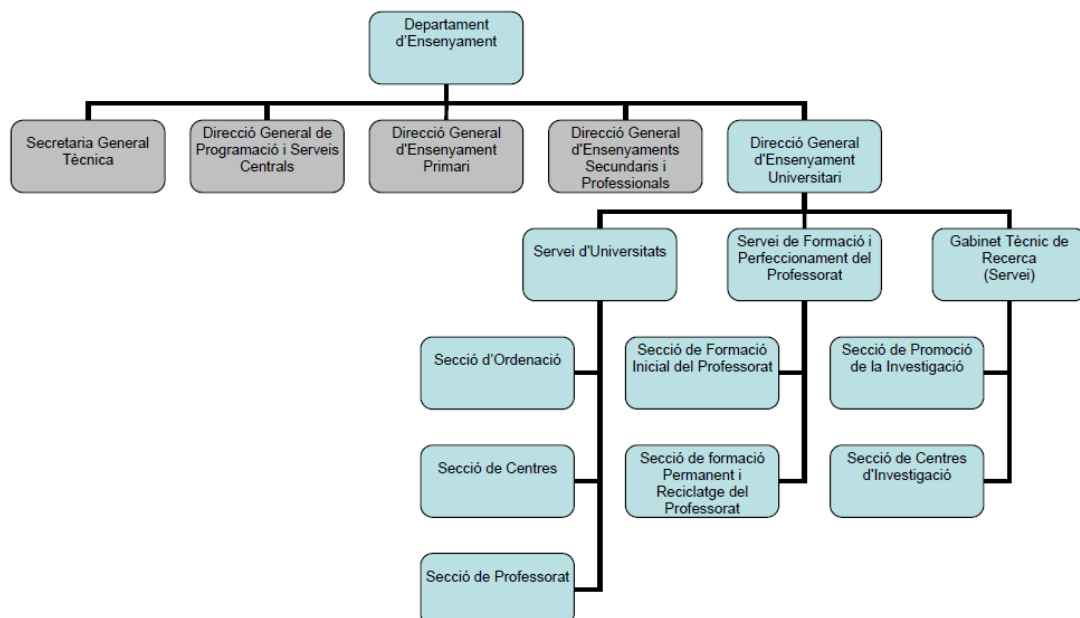 Departament
d'Ensenyament
Secretaria General
Tècnica
Direcció General de
Programació i Serveis
Centrals
Direcció General
d'Ensenyament
Primari
Direcció General
d'Ensenyaments
Secundaris i
Professionals
Direcció General
d'Ensenyament
Universitari
Servei d'Universitats
Servei de Formació i
Perfeccionament del
Professorat
Gabinet Tècnic de
Recerca
(Servei)
Secció d'Ordenació
Secció de Formació
Inicial del Professorat
Secció de Promoció
de la Investigació
Secció de Centres
Secció de formació
Permanent i
Reciclatge del
Professorat
Secció de Centres
d'Investigació
Secció de Professorat